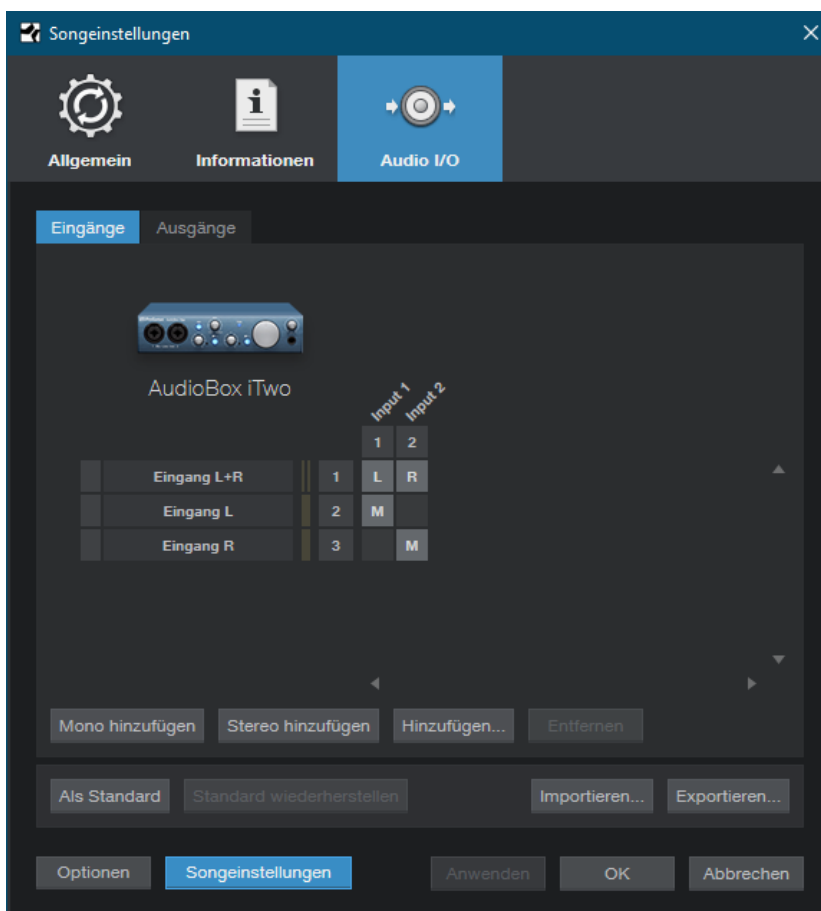 Songeinstellungen
Allgemein Informationen Audio I/O
Eingänge Ausgänge
AudioBox iTwo
Input 1 Input 2
1 2
Eingang L+R 1 L R
Eingang L 2 M
Eingang R 3 M
Mono hinzufügen Stereo hinzufügen Hinzufügen... Entfernen
Als Standard Standard wiederherstellen Importieren... Exportieren...
Optionen Songeinstellungen Anwenden OK Abbrechen